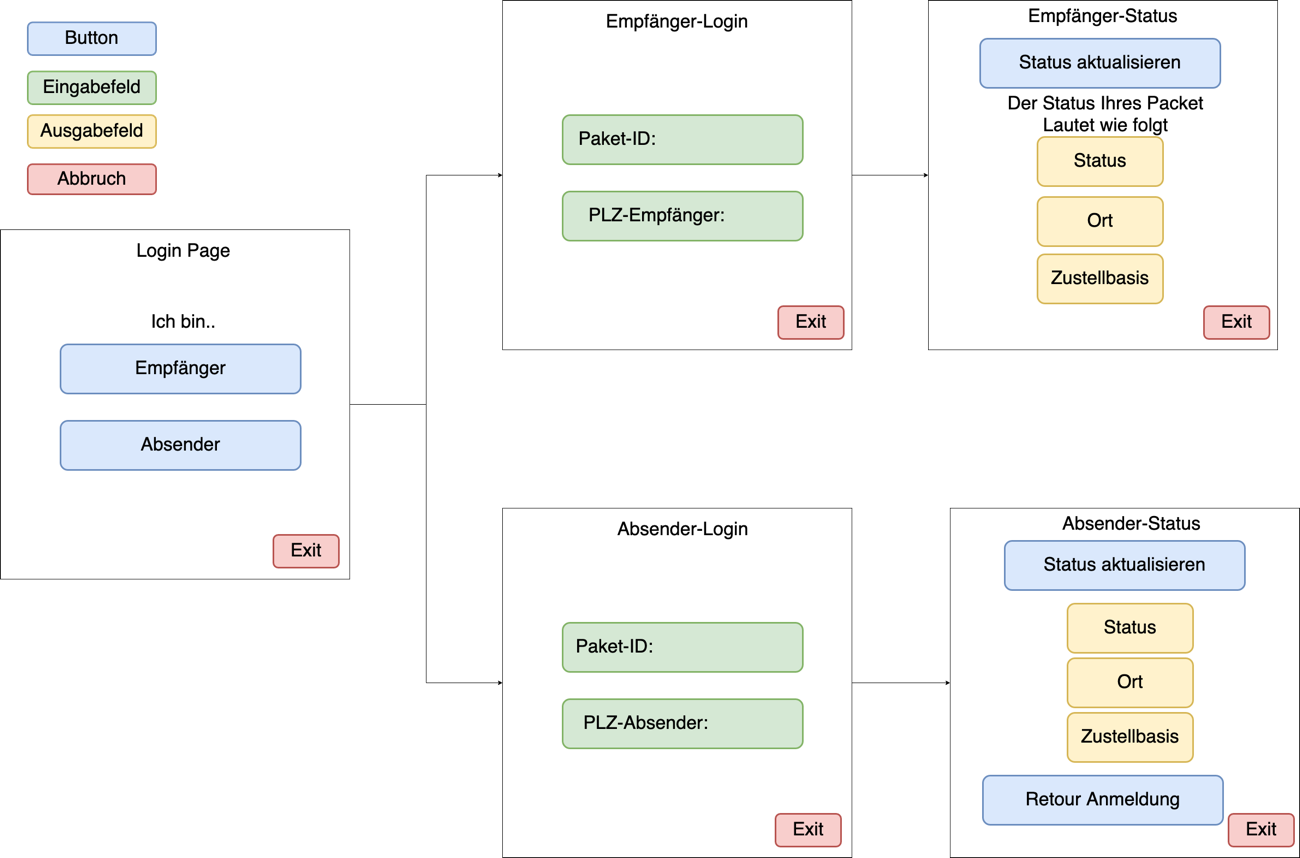 Button
Eingabefeld
Ausgabefeld
Abbruch
Login Page
Ich bin..
Empfänger
Absender
Exit
Empfänger-Login
Paket-ID:
PLZ-Empfänger:
Exit
Empfänger-Status
Status aktualisieren
Der Status Ihres Packet
Lautet wie folgt
Status
Ort
Zustellbasis
Exit
Absender-Login
Paket-ID:
PLZ-Absender:
Exit
Absender-Status
Status aktualisieren
Status
Ort
Zustellbasis
Retour Anmeldung
Exit